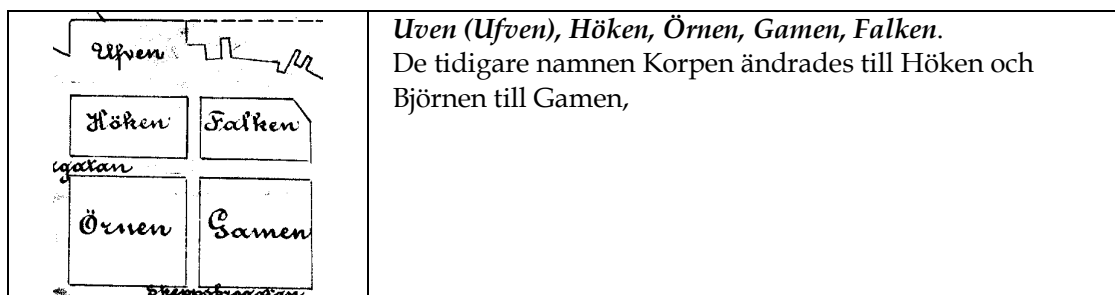 Ufven
Höken
Falken
gatan
Örnen
Gamen
Skeppsbrogatan
Uven (Ufven), Höken, Örnen, Gamen, Falken.
De tidigare namnen Korpen ändrades till Höken och
Björnen till Gamen,